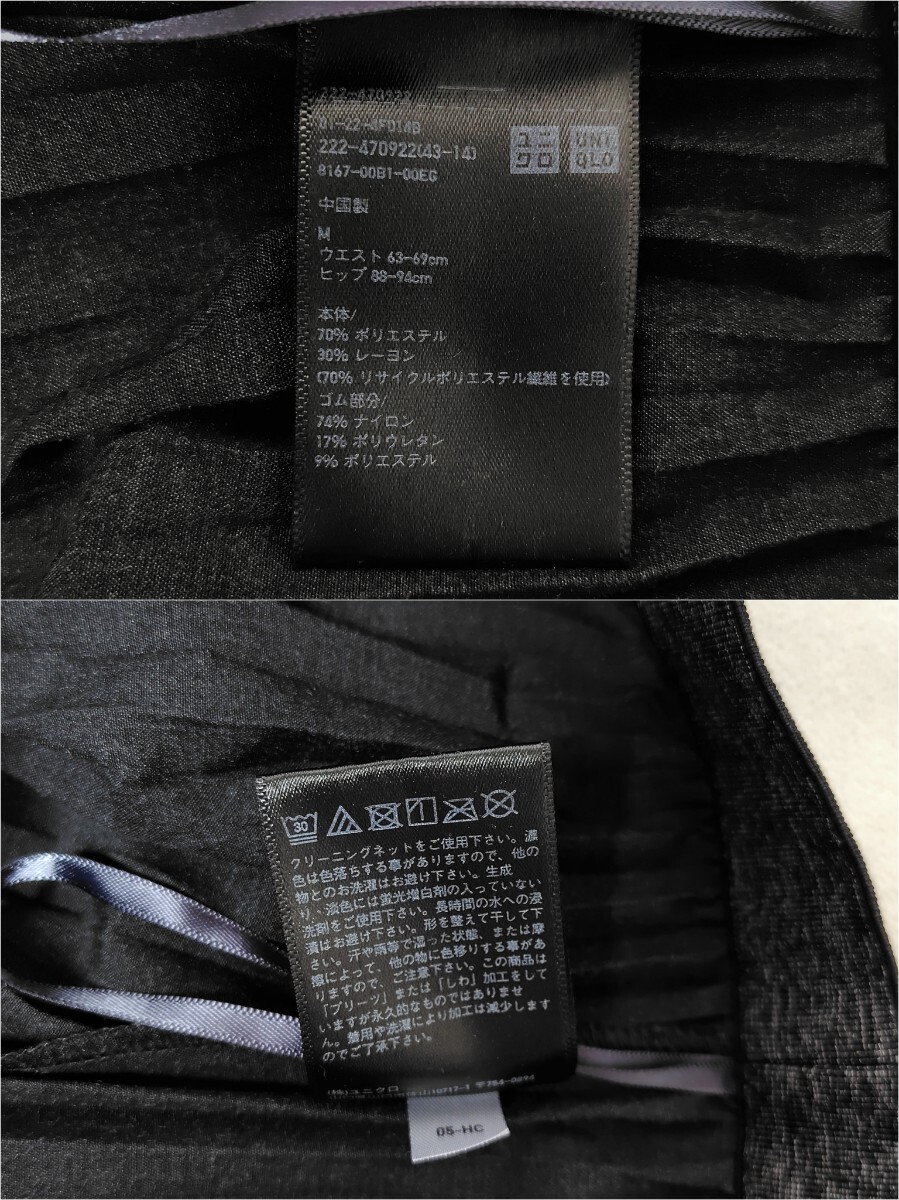 222-470922(43-14)
ユニ
クロ
UNI
QLO
8167-00B1-00EG
中国製
M
ウエスト 63-69cm
ヒップ 88-94cm
本体/
70% ポリエステル
30% レーヨン
(70% リサイクルポリエステル繊維を使用)
ゴム部分/
74% ナイロン
17% ポリウレタン
9% ポリエステル
30
クリーニングネットをご使用下さい。濃
色は色落ちする事がありますので、他の
物とのお洗濯はお避け下さい。生成
り、淡色には蛍光増白剤の入っていない
洗剤をご使用下さい。長時間の水への浸
漬はお避け下さい。形を整えて干して下
さい。汗や雨等で湿った状態、または摩
擦によって、他の物に色移りする事があ
りますので、ご注意下さい。この商品は
「プリーツ」または「しわ」加工をして
いますが永久的なものではありませ
ん。着用や洗濯により加工は減少します
のでご了承下さい。
(株)ユニクロ
05-HC